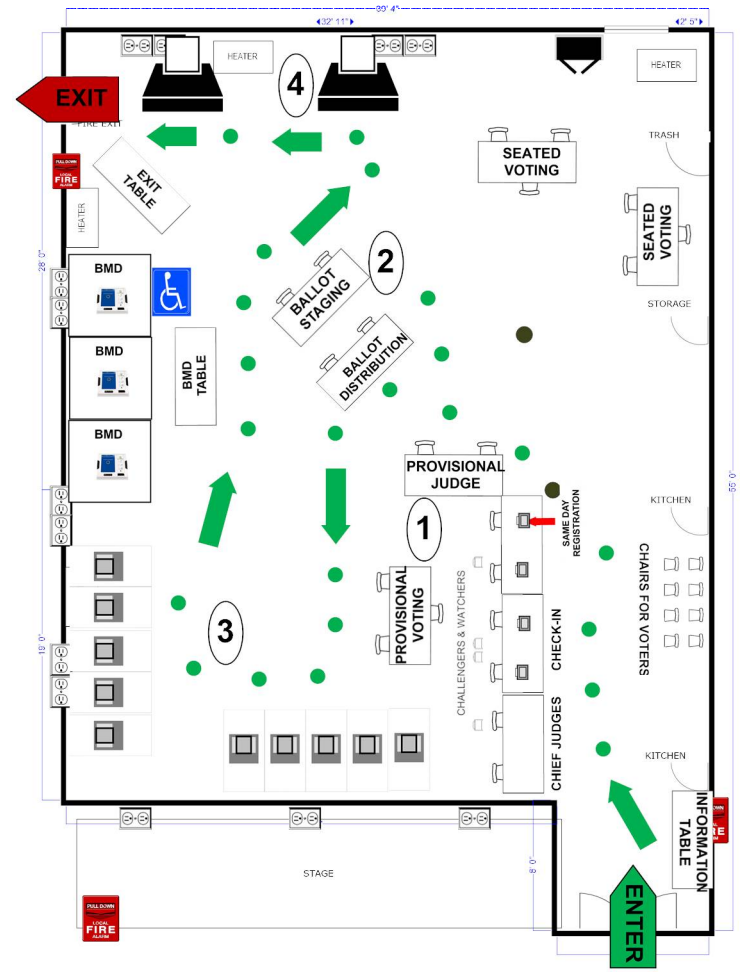 39' 4"
32' 11"
2' 5"
HEATER
4
HEATER
EXIT
FIRE EXIT
TRASH
SEATED
VOTING
PULL DOWN
LOCAL
FIRE
ALARM
EXIT
TABLE
HEATER
SEATED
VOTING
28' 0"
BMD
2
BALLOT
STAGING
STORAGE
BMD
BMD
TABLE
BALLOT
DISTRIBUTION
BMD
PROVISIONAL
JUDGE
55' 0"
KITCHEN
1
SAME DAY
REGISTRATION
CHAIRS FOR VOTERS
PROVISIONAL
VOTING
CHALLENGERS & WATCHERS
CHECK-IN
3
19' 0"
CHIEF JUDGES
KITCHEN
INFORMATION
TABLE
RE
M
8' 0"
STAGE
PULL DOWN
LOCAL
FIRE
ALARM
ENTER